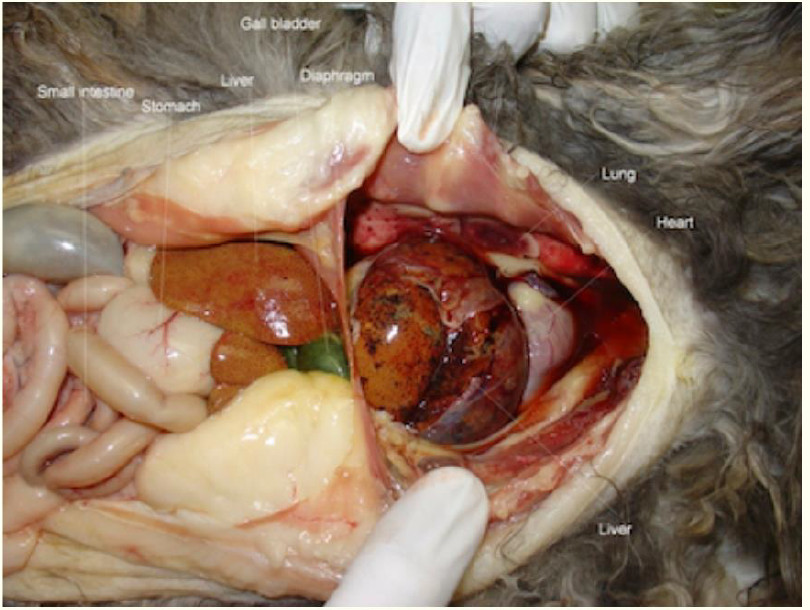 Gall bladder
Diaphragm
Liver
Small intestine
Stomach
Lung
Heart
Liver